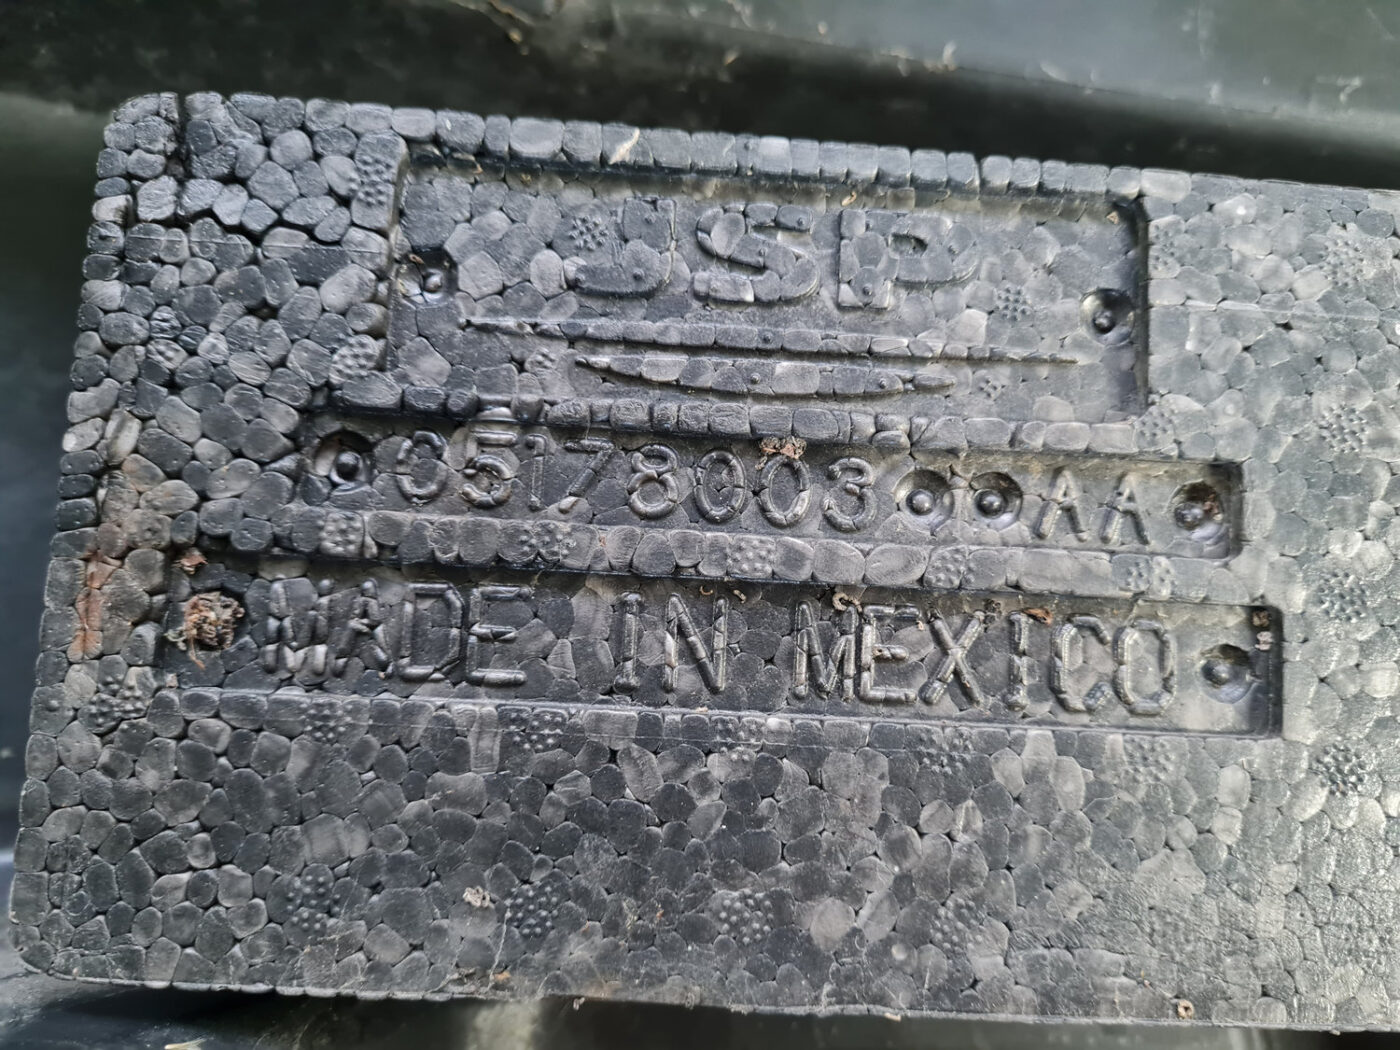 JSP
05178003 AA
MADE IN MEXICO